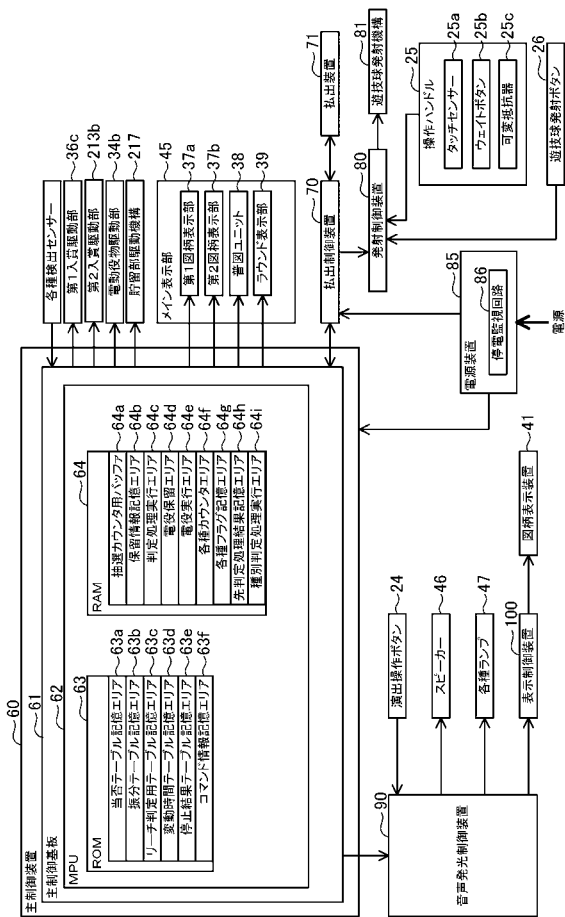 60
主制御装置
61
主制御基板
62
MPU
63
ROM
当否テーブル記憶エリア 63a
振分テーブル記憶エリア 63b
リーチ判定用テーブル記憶エリア 63c
変動時間テーブル記憶エリア 63d
停止結果テーブル記憶エリア 63e
コマンド情報記憶エリア 63f
64
RAM
抽選カウンタ用バッファ 64a
保留情報記憶エリア 64b
判定処理実行エリア 64c
電役保留エリア 64d
電役実行エリア 64e
各種カウンタエリア 64f
各種フラグ記憶エリア 64g
先判定処理結果記憶エリア 64h
種別判定処理実行エリア 64i
各種検出センサー
第1入賞駆動部 36c
第2入賞駆動部 213b
電動役物駆動部 34b
貯留部駆動機構 217
メイン表示部 45
第1図柄表示部 37a
第2図柄表示部 37b
普図ユニット 38
ラウンド表示部 39
払出制御装置 70
払出装置 71
発射制御装置 80
遊技球発射機構 81
操作ハンドル 25
タッチセンサー 25a
ウェイトボタン 25b
可変抵抗器 25c
遊技球発射ボタン 26
電源装置 85
停電監視回路 86
電源
90
音声発光制御装置
演出操作ボタン 24
スピーカー 46
各種ランプ 47
表示制御装置 100
図柄表示装置 41